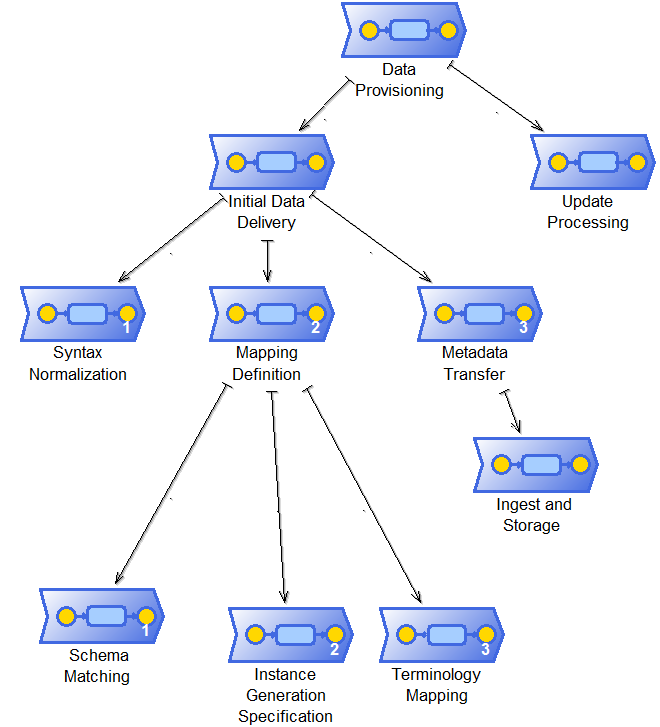 Data
Provisioning
Initial Data
Delivery
Update
Processing
1
2
3
Syntax
Normalization
Mapping
Definition
Metadata
Transfer
Ingest and
Storage
1
Schema
Matching
2
Instance
Generation
Specification
3
Terminology
Mapping